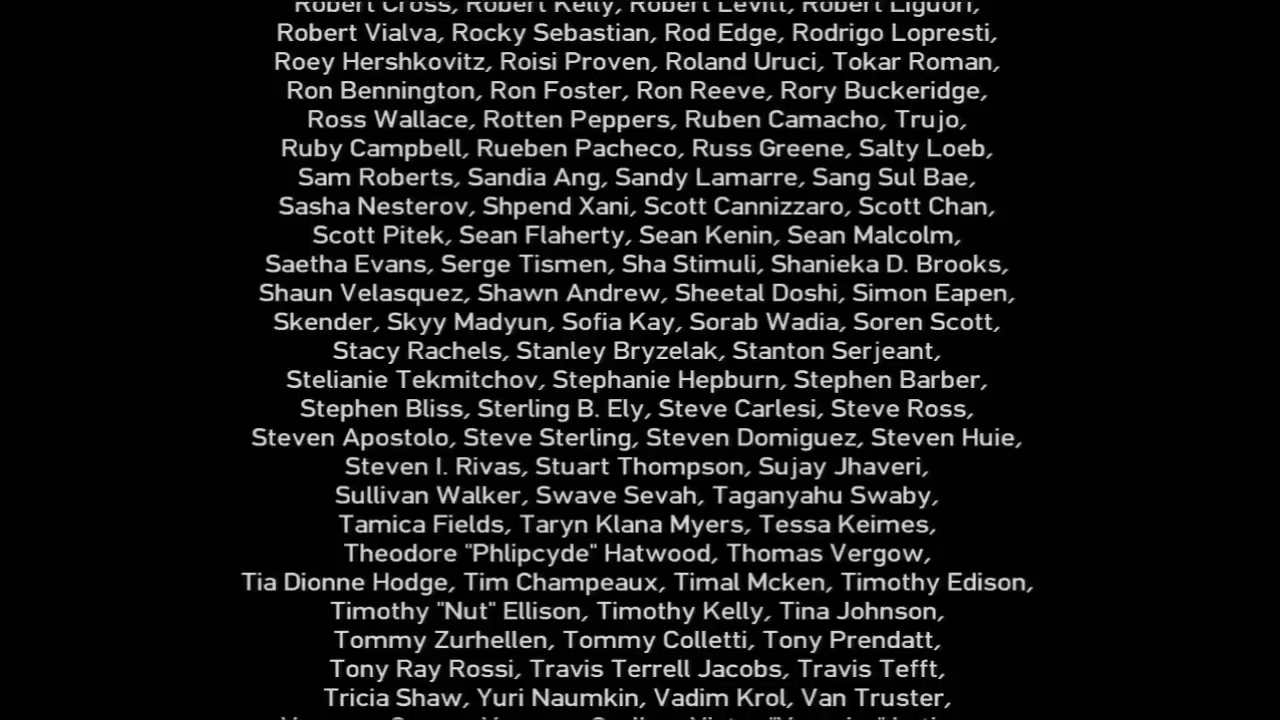 Robert Cross, Robert Kelly, Robert Levitt, Robert Liguori,
Robert Vialva, Rocky Sebastian, Rod Edge, Rodrigo Lopresti,
Roey Hershkovitz, Roisi Proven, Roland Uruci, Tokar Roman,
Ron Bennington, Ron Foster, Ron Reeve, Rory Buckeridge,
Ross Wallace, Rotten Peppers, Ruben Camacho, Trujo,
Ruby Campbell, Rueben Pacheco, Russ Greene, Salty Loeb,
Sam Roberts, Sandia Ang, Sandy Lamarre, Sang Sul Bae,
Sasha Nesterov, Shpend Xani, Scott Cannizzaro, Scott Chan,
Scott Pitek, Sean Flaherty, Sean Kenin, Sean Malcolm,
Saetha Evans, Serge Tismen, Sha Stimuli, Shanieka D. Brooks,
Shaun Velasquez, Shawn Andrew, Sheetal Doshi, Simon Eapen,
Skender, Skyy Madyun, Sofia Kay, Sorab Wadia, Soren Scott,
Stacy Rachels, Stanley Bryzelak, Stanton Serjeant,
Stelianie Tekmitchov, Stephanie Hepburn, Stephen Barber,
Stephen Bliss, Sterling B. Ely, Steve Carlesi, Steve Ross,
Steven Apostolo, Steve Sterling, Steven Domiguez, Steven Huie,
Steven I. Rivas, Stuart Thompson, Sujay Jhaveri,
Sullivan Walker, Swave Sevah, Taganyahu Swaby,
Tamica Fields, Taryn Klana Myers, Tessa Keimes,
Theodore "Phlipcyde" Hatwood, Thomas Vergow,
Tia Dionne Hodge, Tim Champeaux, Timal Mcken, Timothy Edison,
Timothy "Nut" Ellison, Timothy Kelly, Tina Johnson,
Tommy Zurhellen, Tommy Colletti, Tony Prendatt,
Tony Ray Rossi, Travis Terrell Jacobs, Travis Tefft,
Tricia Shaw, Yuri Naumkin, Vadim Krol, Van Truster,